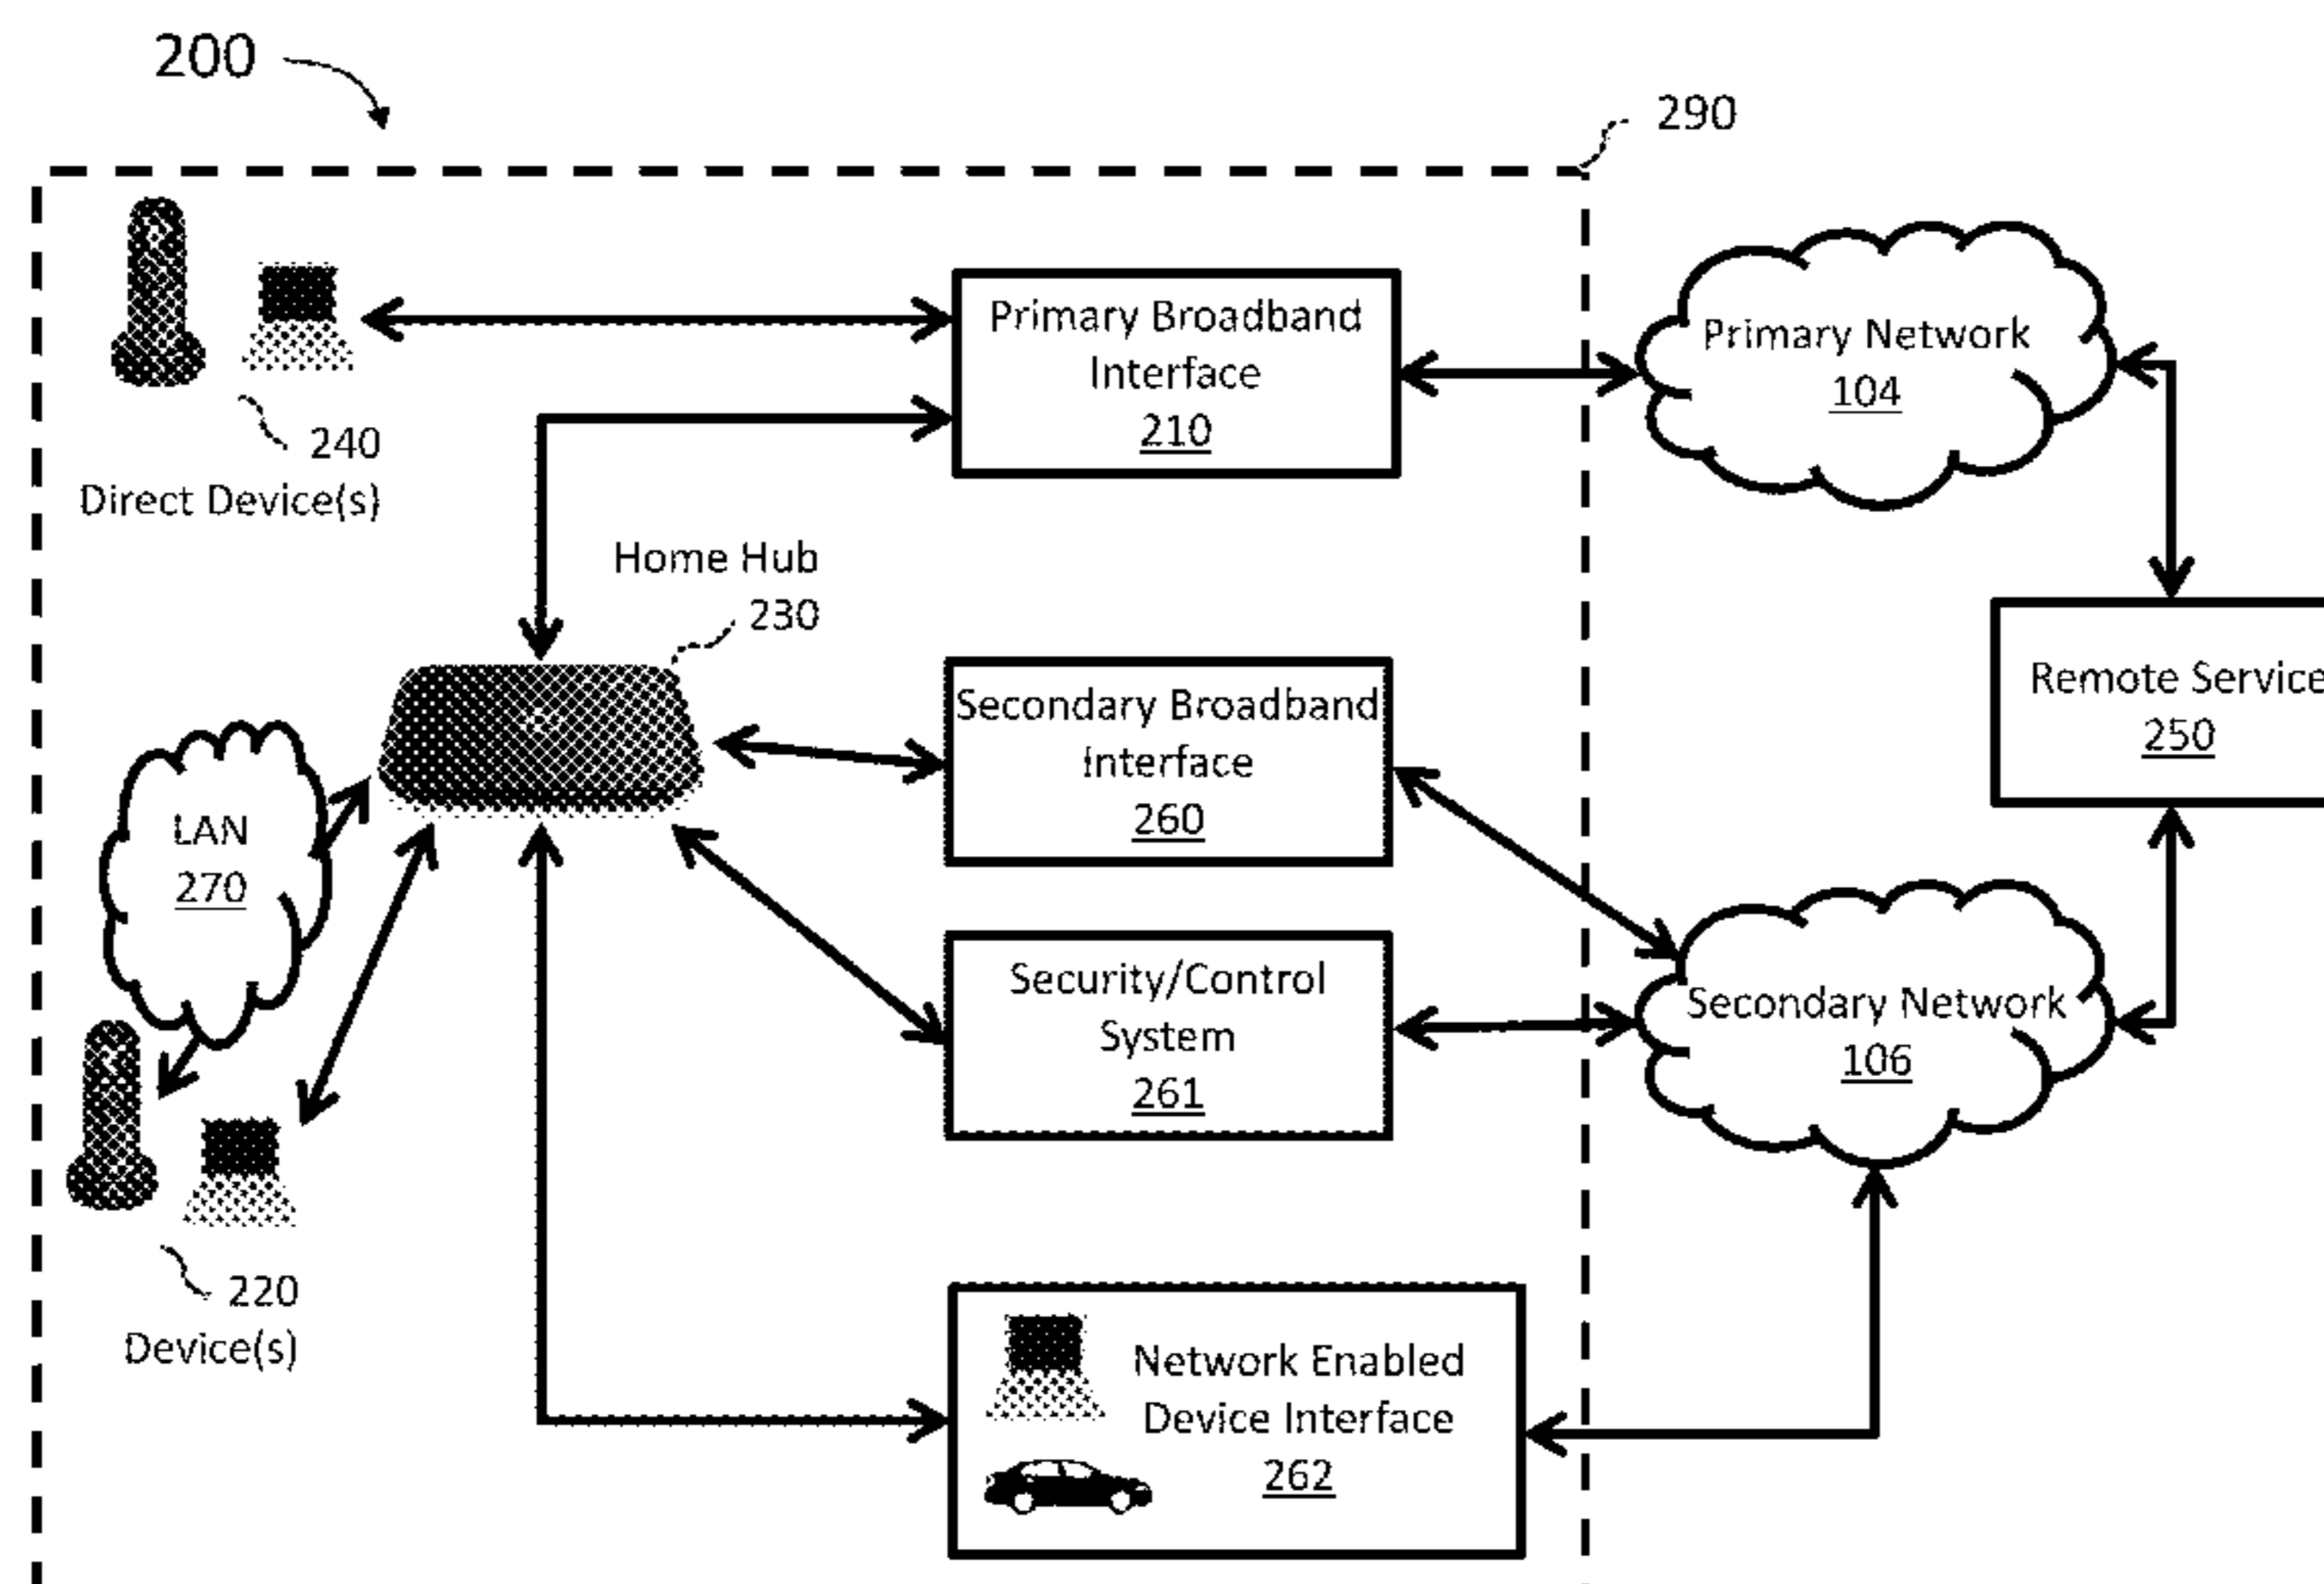 200
290
Primary Broadband
Interface
210
Primary Network
104
240
Direct Device(s)
Home Hub
230
Secondary Broadband
Interface
260
Remote Service
250
LAN
270
Security/Control
System
261
Secondary Network
106
220
Device(s)
Network Enabled
Device Interface
262